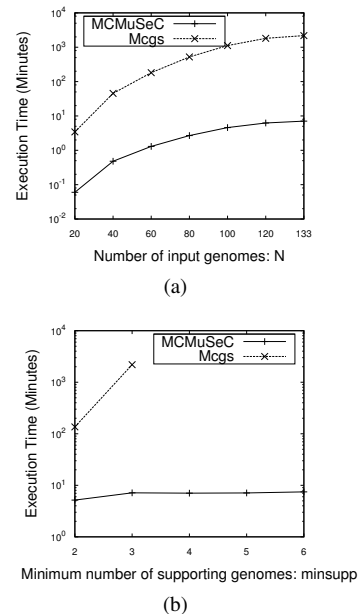 MCMuSeC
Mcgs
Execution Time (Minutes)
10^4
10^3
10^2
10^1
10^0
10^-1
10^-2
20 40 60 80 100 120 133
Number of input genomes: N
(a)
MCMuSeC
Mcgs
Execution Time (Minutes)
10^4
10^3
10^2
10^1
10^0
2 3 4 5 6
Minimum number of supporting genomes: minsupp
(b)